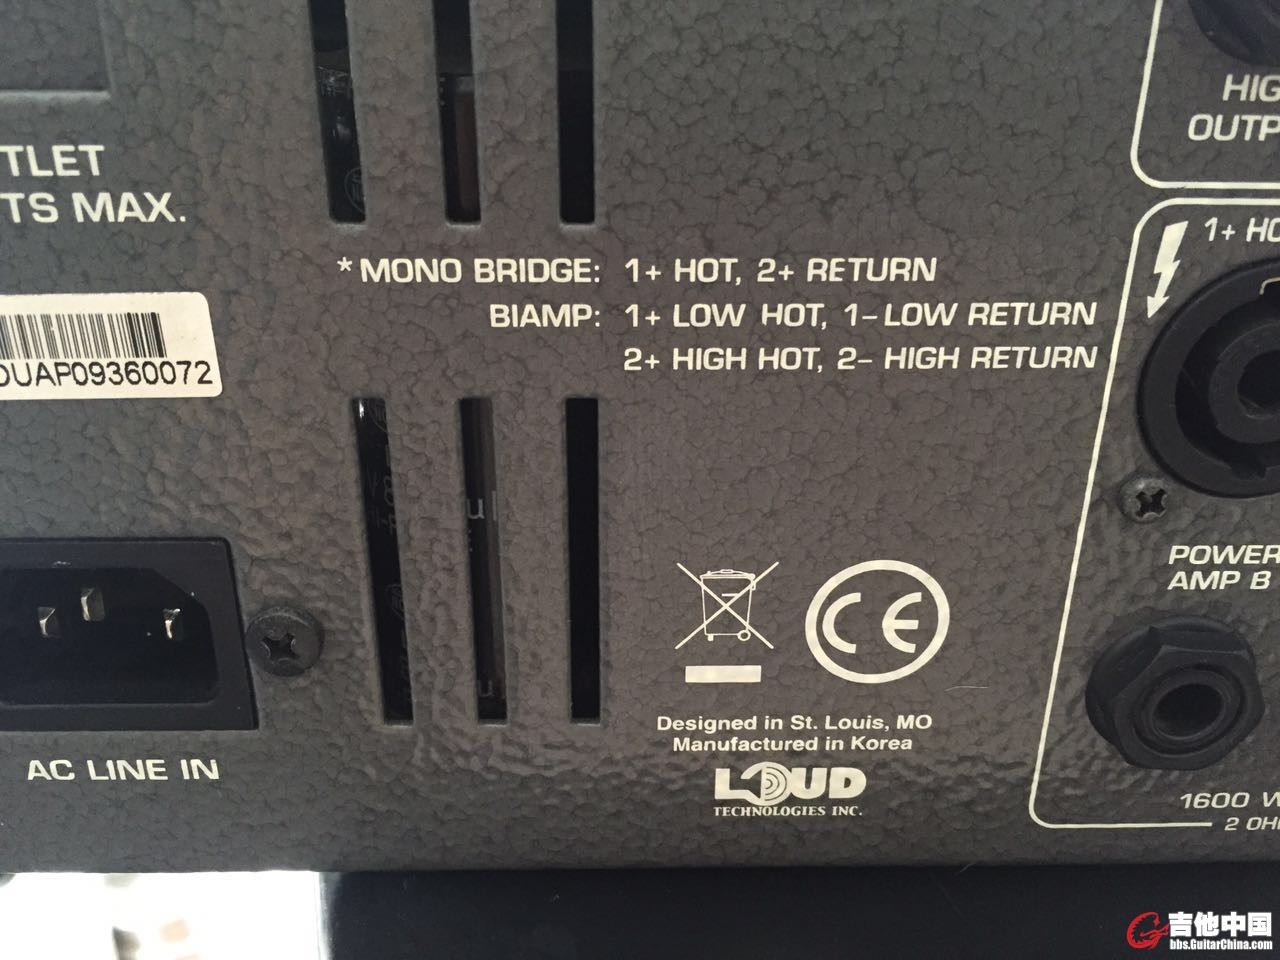 HIG
OUTP
TLET
TS MAX.
1+ HO
*MONO BRIDGE: 1+ HOT, 2+ RETURN
BIAMP: 1+ LOW HOT, 1- LOW RETURN
2+ HIGH HOT, 2- HIGH RETURN
DUAP09360072
POWER
AMP B
CE
Designed in St. Louis, MO
Manufactured in Korea
LOUD
TECHNOLOGIES INC.
AC LINE IN
1600 W
2 OH
吉他中国
bbs.GuitarChina.com